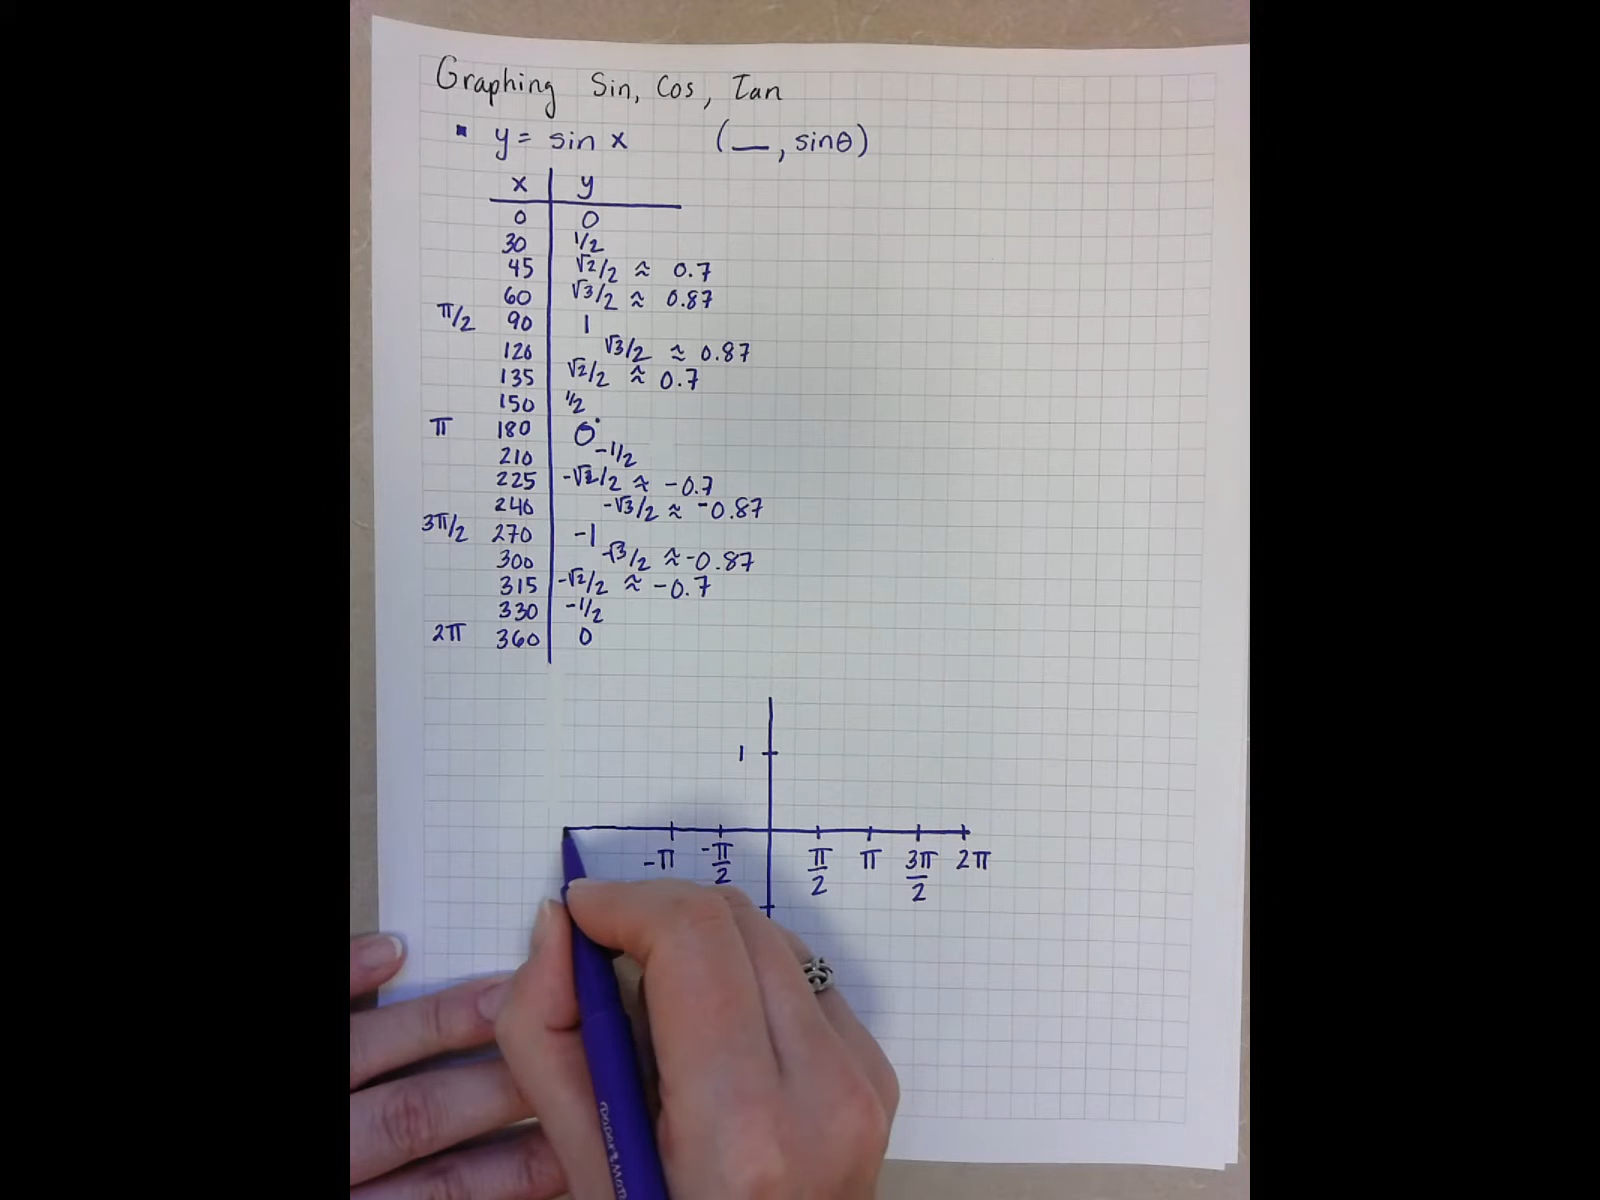 Graphing Sin, Cos, Tan
▪ y = sin x (__, sinθ)
x y
0 0
30 1/2
45 √2/2 ≈ 0.7
60 √3/2 ≈ 0.87
π/2 90 1
120 √3/2 ≈ 0.87
135 √2/2 ≈ 0.7
150 1/2
π 180 0
210 -1/2
225 -√2/2 ≈ -0.7
240 -√3/2 ≈ -0.87
3π/2 270 -1
300 -√3/2 ≈ -0.87
315 -√2/2 ≈ -0.7
330 -1/2
2π 360 0
1
-π -π/2 π/2 π 3π/2 2π